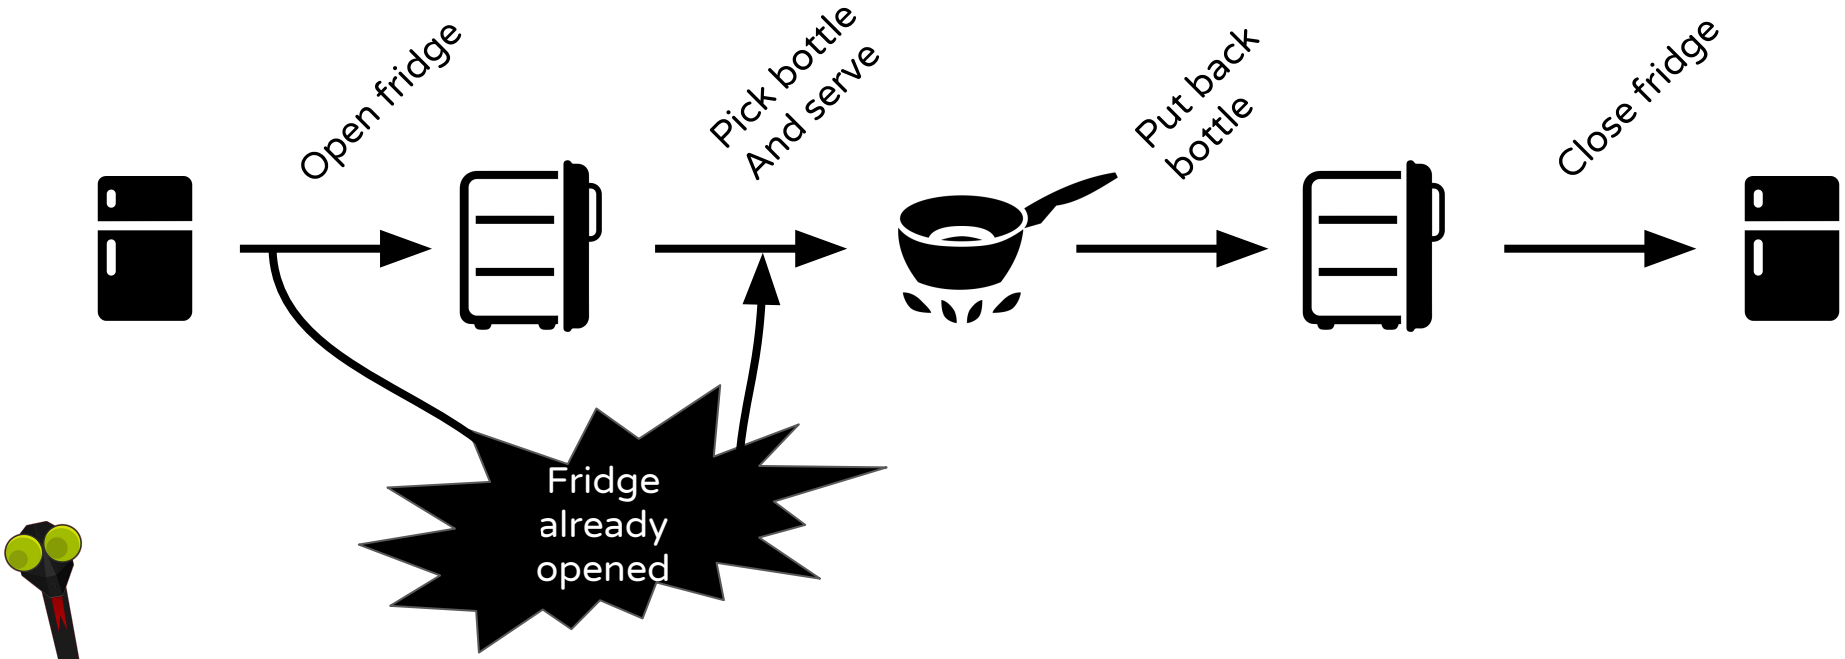 Open fridge
Pick bottle
And serve
Put back
bottle
Close fridge
Fridge
already
opened